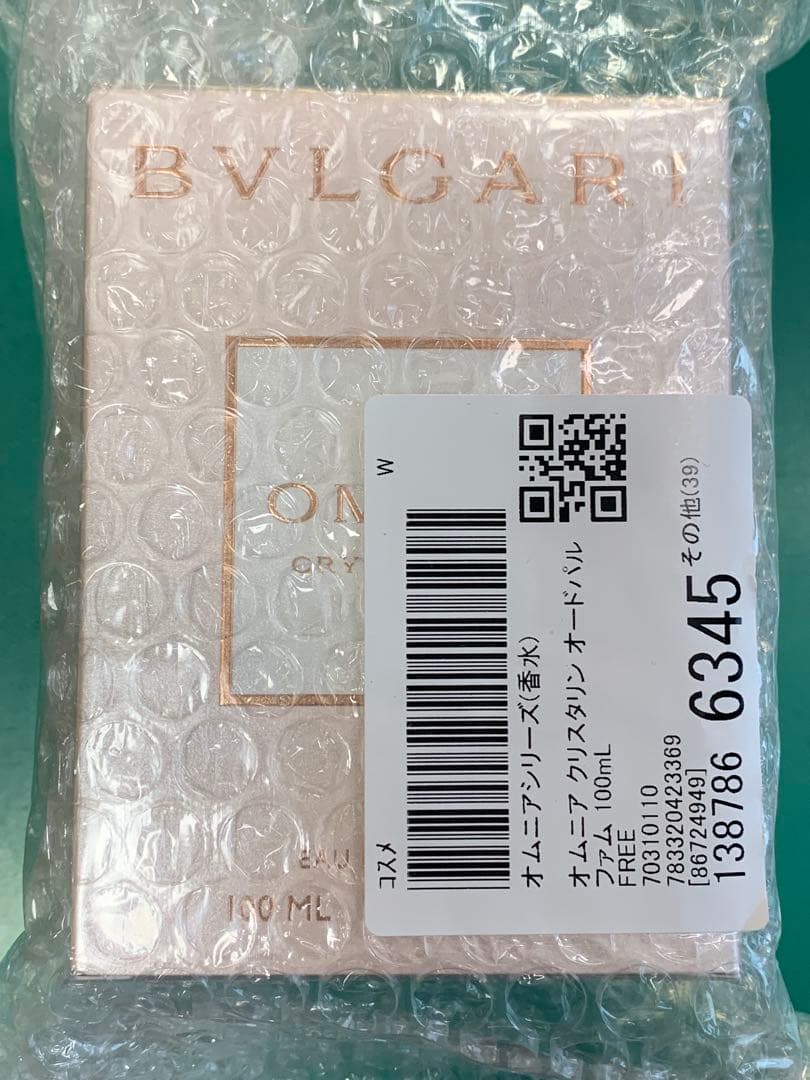 BVLGARI
OM
CRY
EAU
100 ML
W
コスメ
オムニアシリーズ(香水)
オムニア クリスタリン オードパル
ファム 100mL
FREE
70310110
783320423369
[86724949]
138786 6345 その他(39)